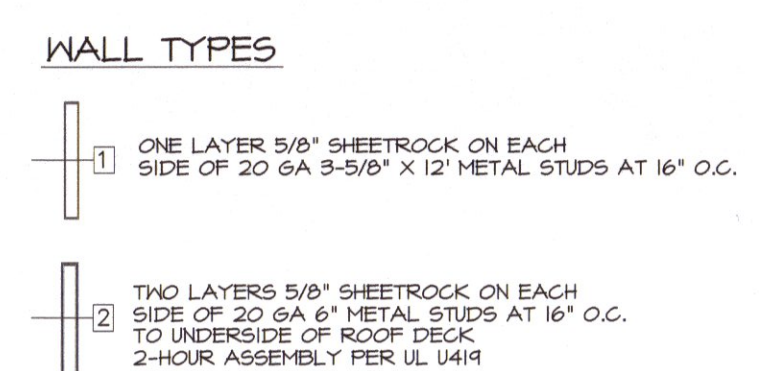 WALL TYPES
1
ONE LAYER 5/8" SHEETROCK ON EACH
SIDE OF 20 GA 3-5/8" X 12' METAL STUDS AT 16" O.C.
2
TWO LAYERS 5/8" SHEETROCK ON EACH
SIDE OF 20 GA 6" METAL STUDS AT 16" O.C.
TO UNDERSIDE OF ROOF DECK
2-HOUR ASSEMBLY PER UL U419